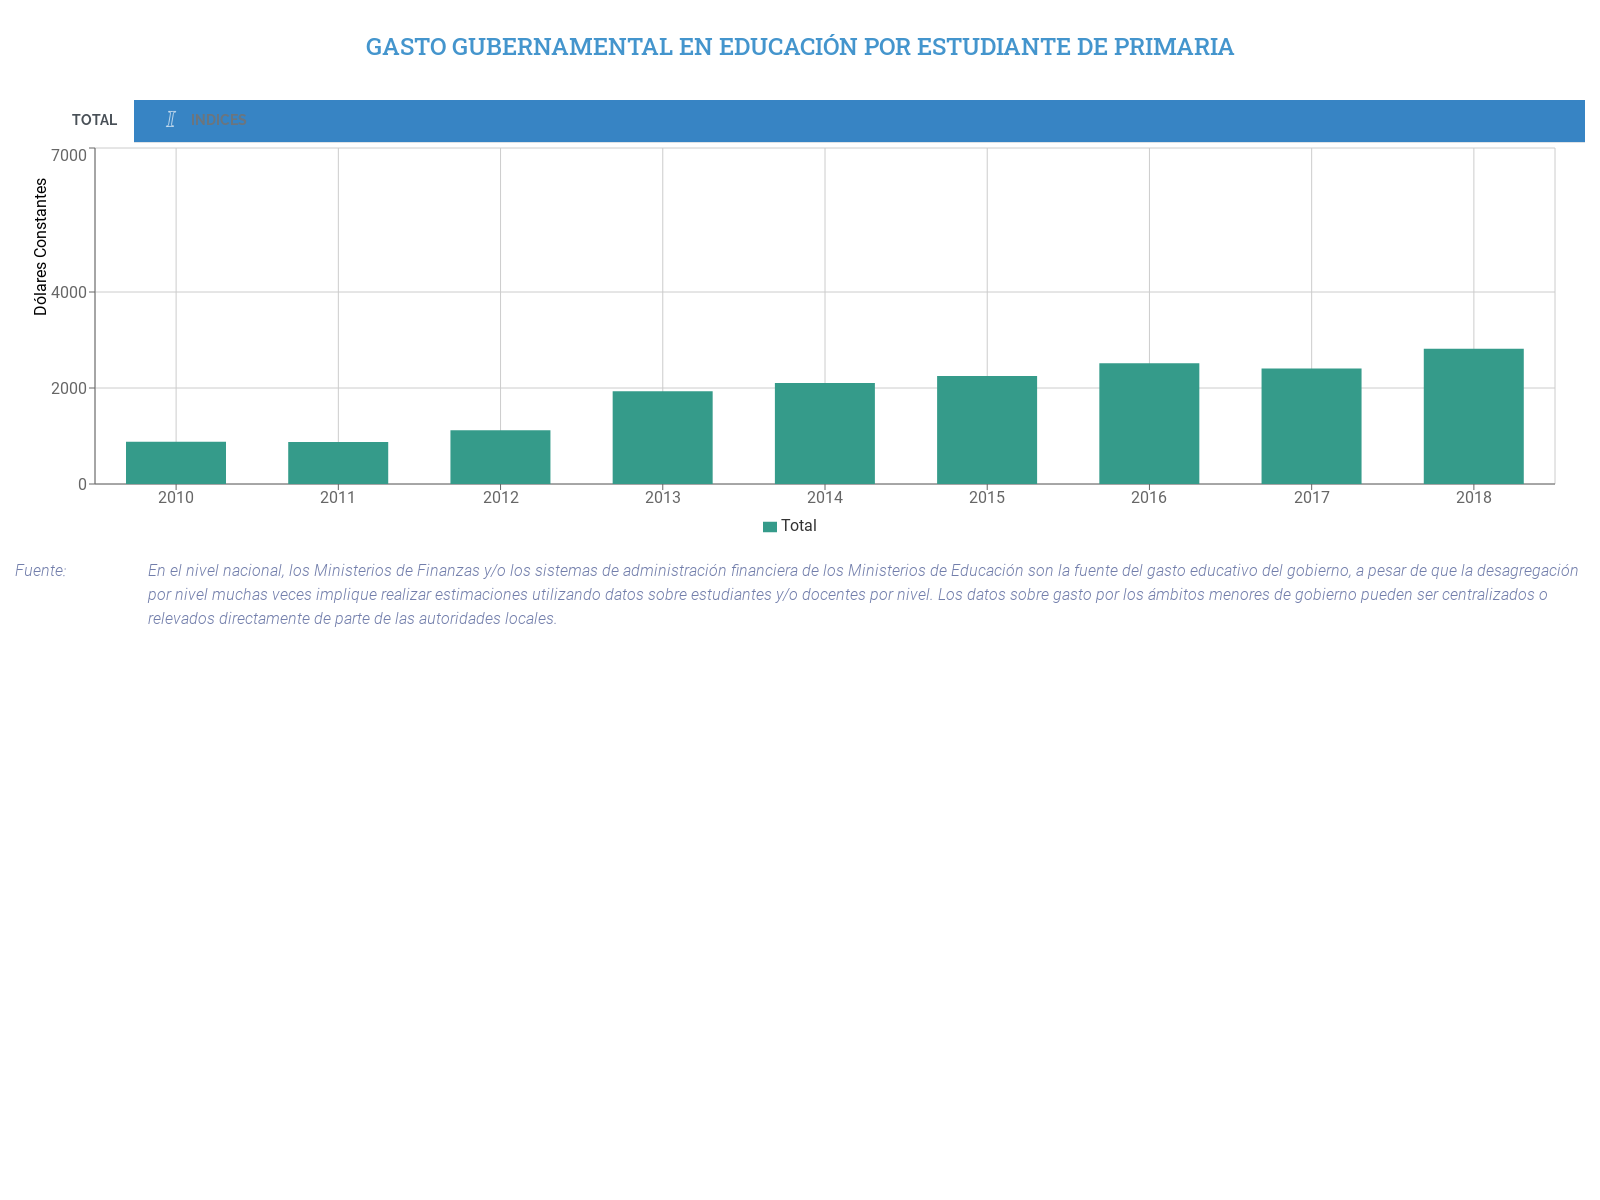 GASTO GUBERNAMENTAL EN EDUCACIÓN POR ESTUDIANTE DE PRIMARIA
TOTAL
INDICES
7000
4000
2000
0
Dólares Constantes
2010 2011 2012 2013 2014 2015 2016 2017 2018
Total
Fuente: En el nivel nacional, los Ministerios de Finanzas y/o los sistemas de administración financiera de los Ministerios de Educación son la fuente del gasto educativo del gobierno, a pesar de que la desagregación
por nivel muchas veces implique realizar estimaciones utilizando datos sobre estudiantes y/o docentes por nivel. Los datos sobre gasto por los ámbitos menores de gobierno pueden ser centralizados o
relevados directamente de parte de las autoridades locales.